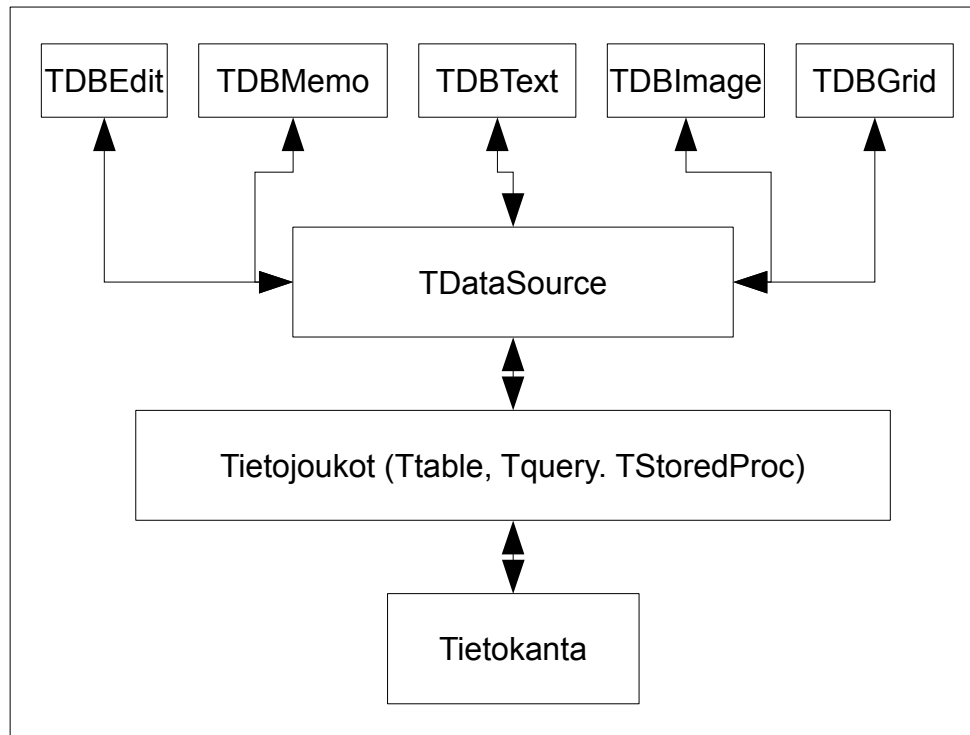 TDBEdit
TDBMemo
TDBText
TDBImage
TDBGrid
TDataSource
Tietojoukot (Ttable, Tquery. TStoredProc)
Tietokanta